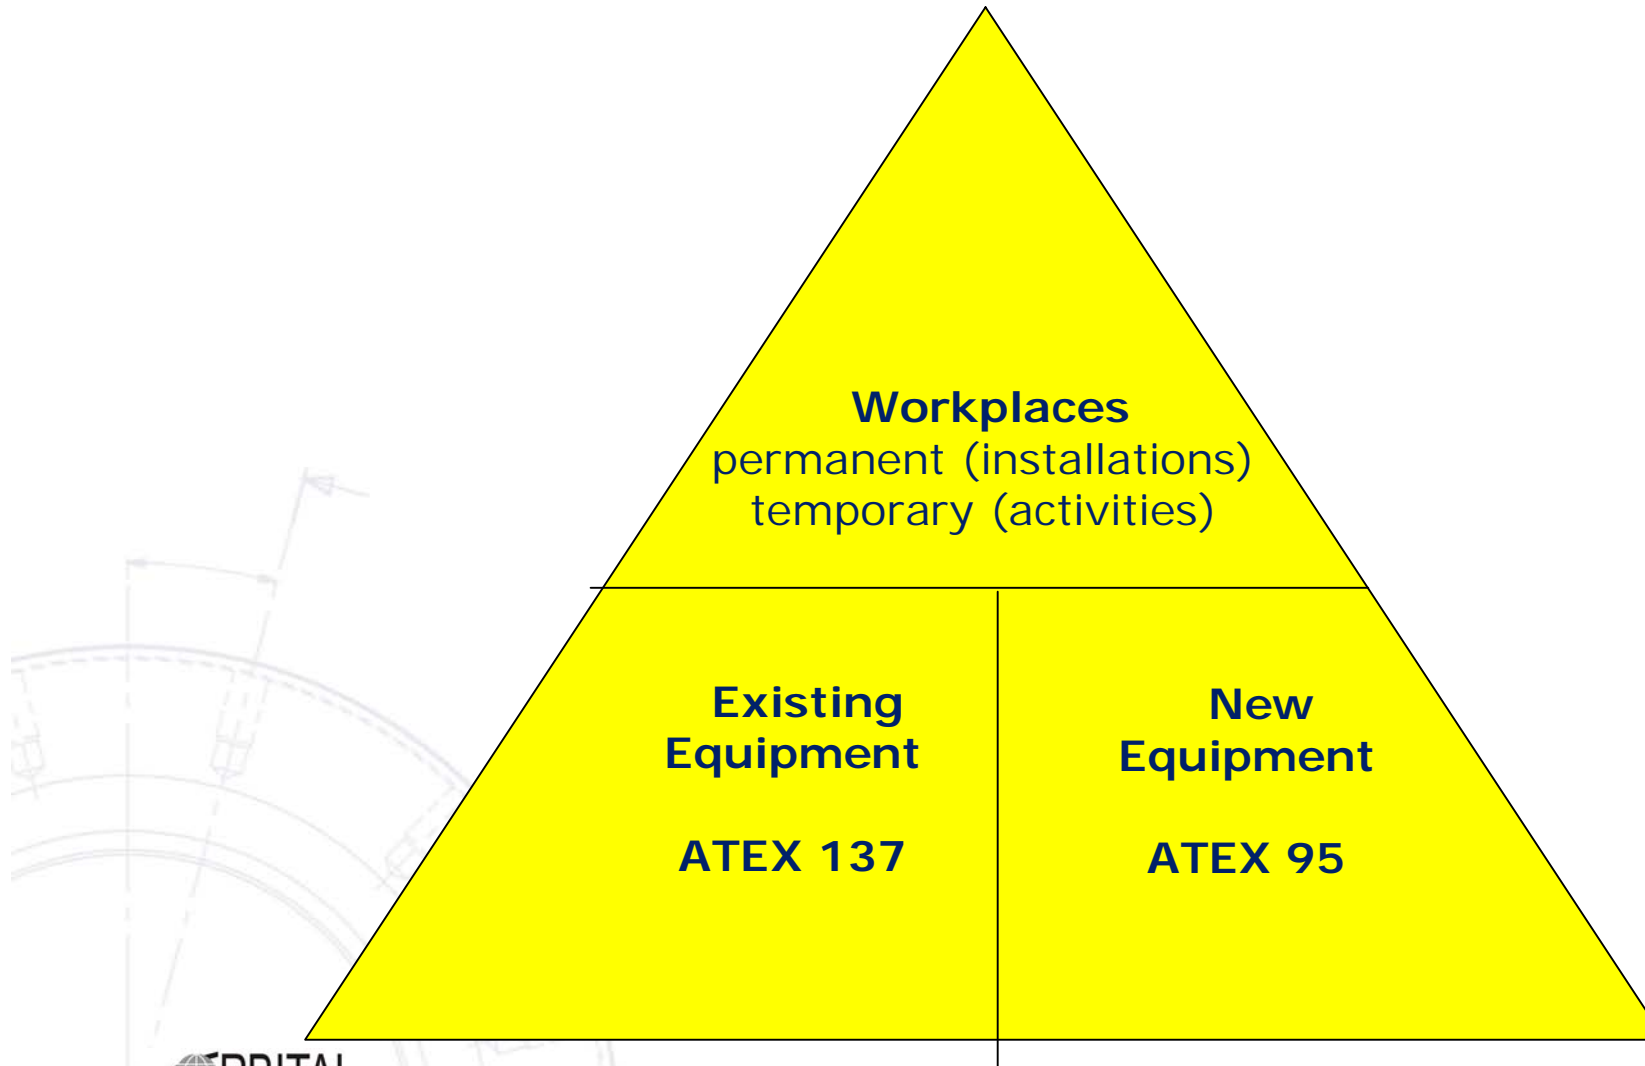 Workplaces
permanent (installations)
temporary (activities)
Existing
Equipment
ATEX 137
New
Equipment
ATEX 95